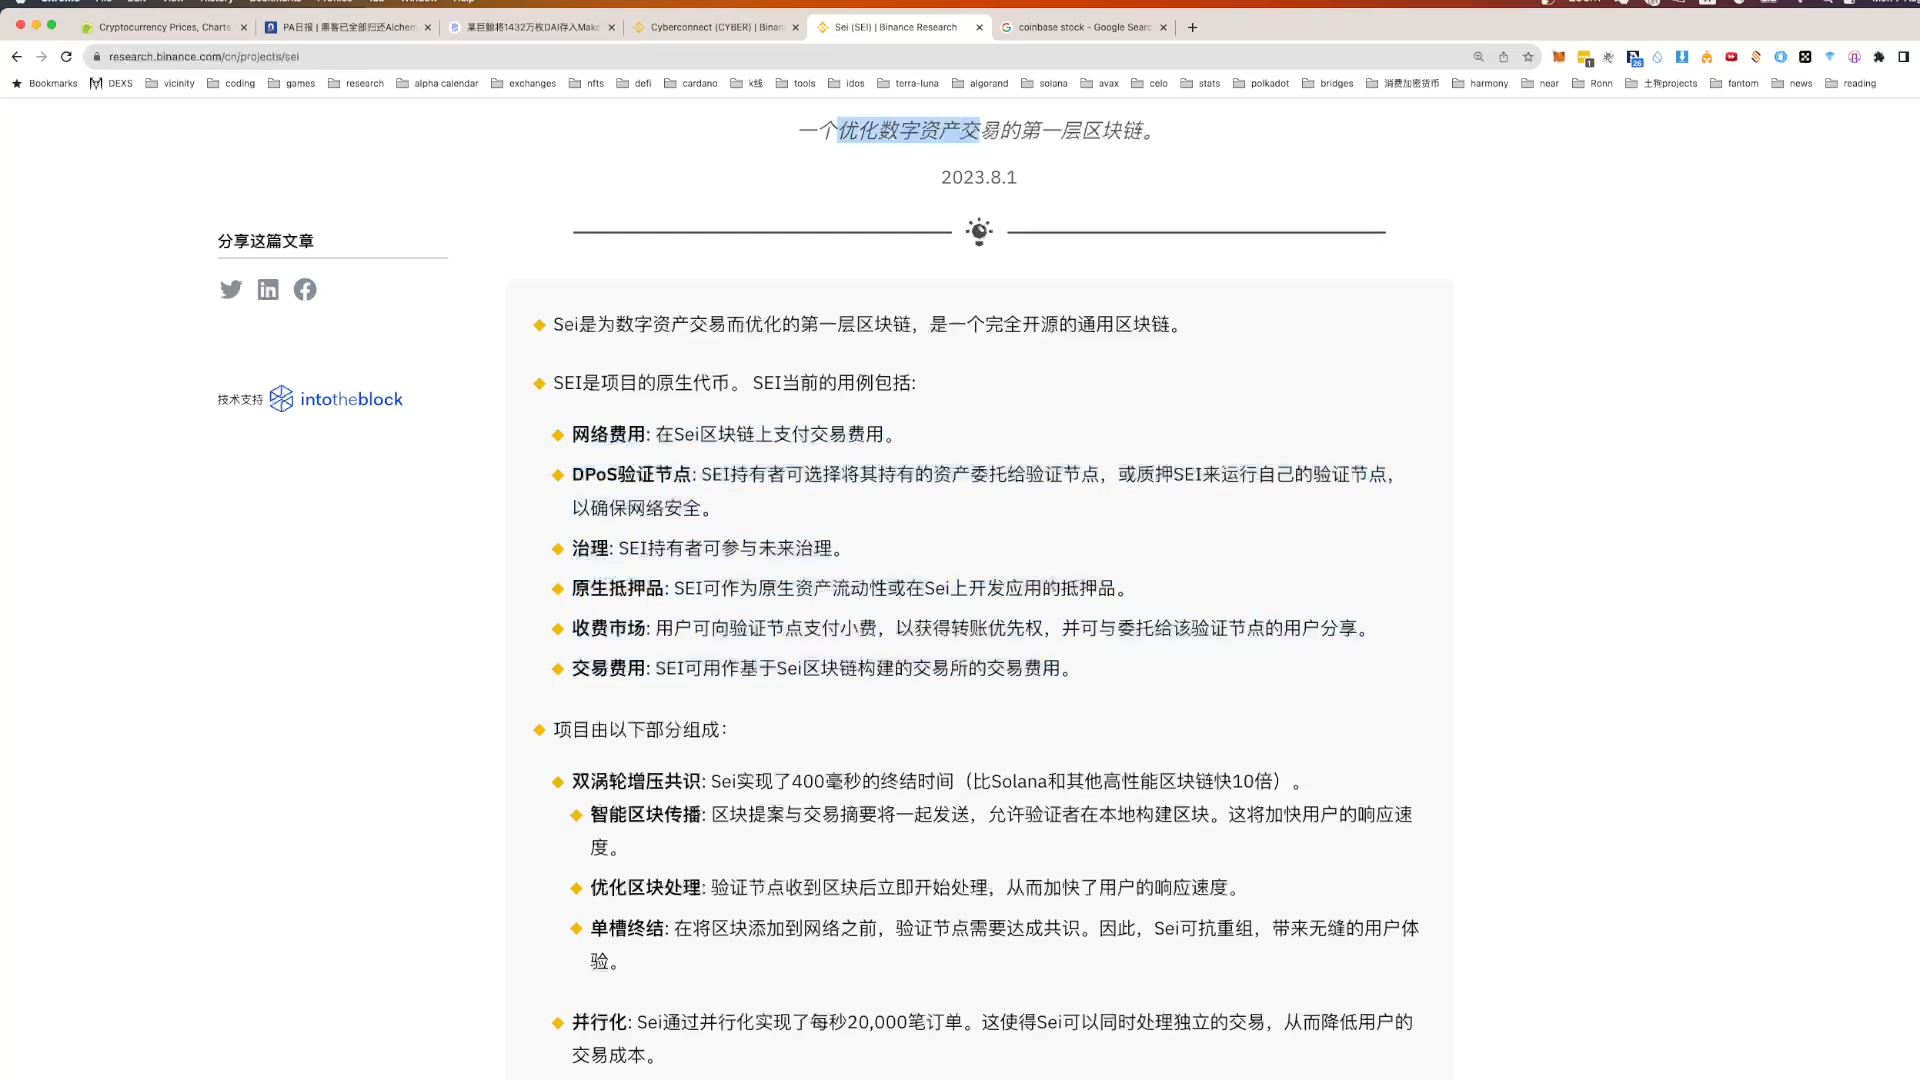 Cryptocurrency Prices, Charts
PA日报 | 黑客已全部归还Alchem
某巨鲸将1432万枚DAI存入Make
Cyberconnect (CYBER) | Binan
Sei (SEI) | Binance Research
coinbase stock - Google Searc
research.binance.com/cn/projects/sei
Bookmarks DEXS vicinity coding games research alpha calendar exchanges nfts defi cardano k线 tools idos terra-luna algorand solana avax celo stats polkadot bridges 消费加密货币 harmony near Ronn 土狗projects fantom news reading
一个优化数字资产交易的第一层区块链。
2023.8.1
分享这篇文章
技术支持 intotheblock
Sei是为数字资产交易而优化的第一层区块链，是一个完全开源的通用区块链。
SEI是项目的原生代币。 SEI当前的用例包括:
网络费用: 在Sei区块链上支付交易费用。
DPoS验证节点: SEI持有者可选择将其持有的资产委托给验证节点，或质押SEI来运行自己的验证节点，
以确保网络安全。
治理: SEI持有者可参与未来治理。
原生抵押品: SEI可作为原生资产流动性或在Sei上开发应用的抵押品。
收费市场: 用户可向验证节点支付小费，以获得转账优先权，并可与委托给该验证节点的用户分享。
交易费用: SEI可用作基于Sei区块链构建的交易所的交易费用。
项目由以下部分组成：
双涡轮增压共识: Sei实现了400毫秒的终结时间（比Solana和其他高性能区块链快10倍）。
智能区块传播: 区块提案与交易摘要将一起发送，允许验证者在本地构建区块。这将加快用户的响应速
度。
优化区块处理: 验证节点收到区块后立即开始处理，从而加快了用户的响应速度。
单槽终结: 在将区块添加到网络之前，验证节点需要达成共识。因此，Sei可抗重组，带来无缝的用户体
验。
并行化: Sei通过并行化实现了每秒20,000笔订单。这使得Sei可以同时处理独立的交易，从而降低用户的
交易成本。